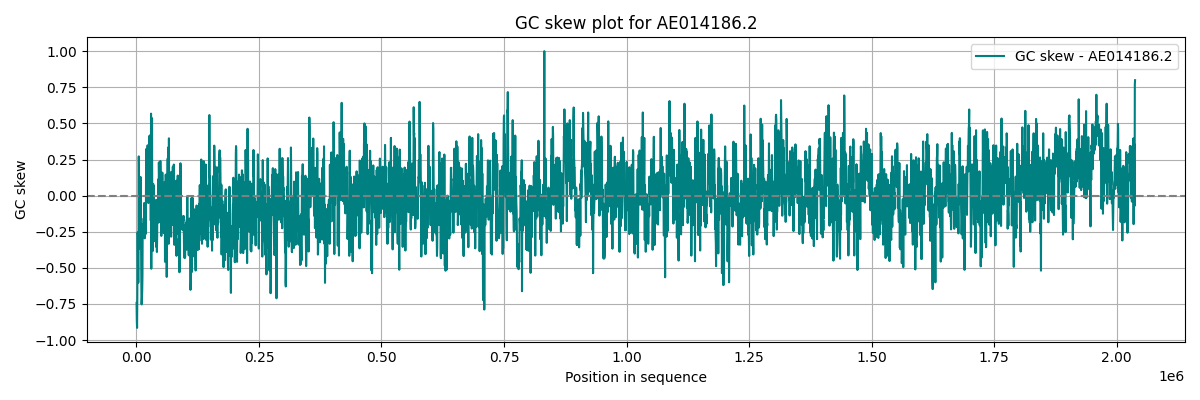 GC skew plot for AE014186.2
GC skew - AE014186.2
GC skew
1.00
0.75
0.50
0.25
0.00
−0.25
−0.50
−0.75
−1.00
0.00 0.25 0.50 0.75 1.00 1.25 1.50 1.75 2.00
1e6
Position in sequence